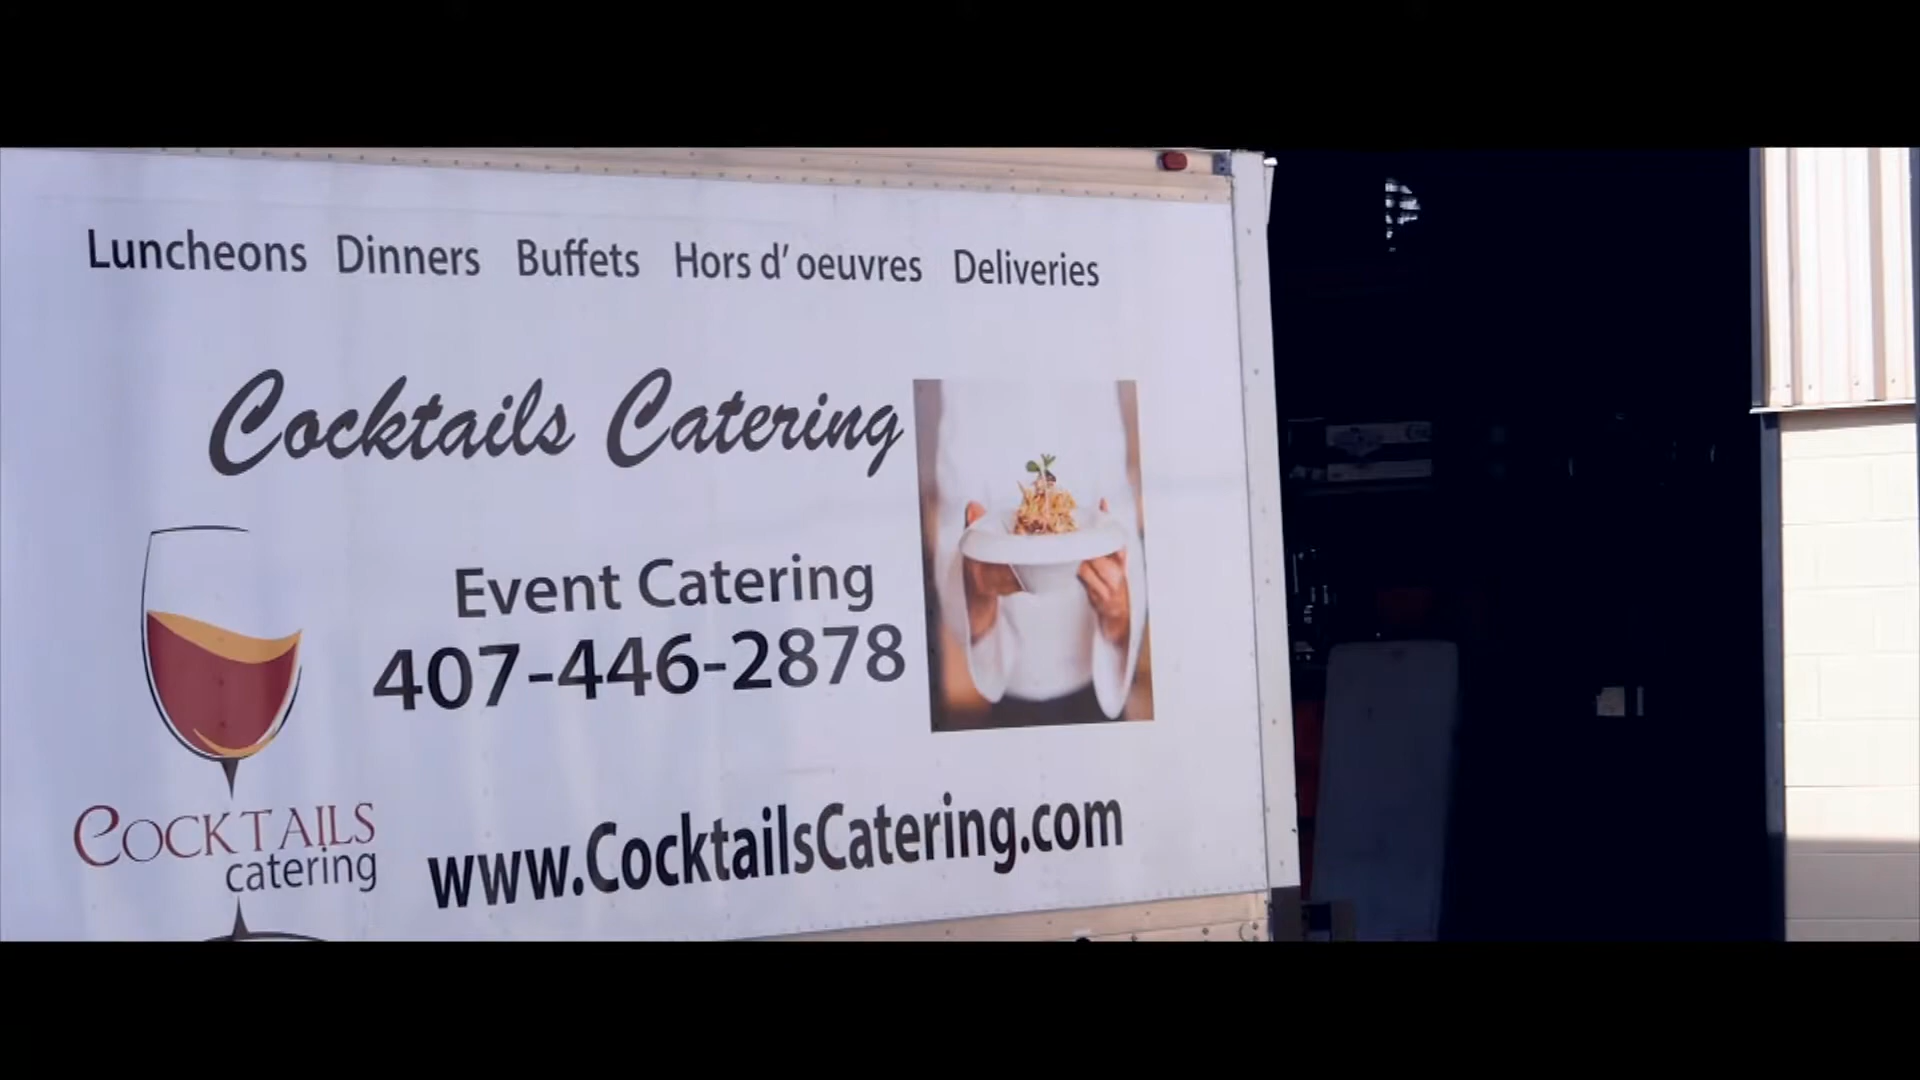 Luncheons Dinners Buffets Hors d' oeuvres Deliveries
Cocktails Catering
Event Catering
407-446-2878
COCKTAILS
catering
www.CocktailsCatering.com